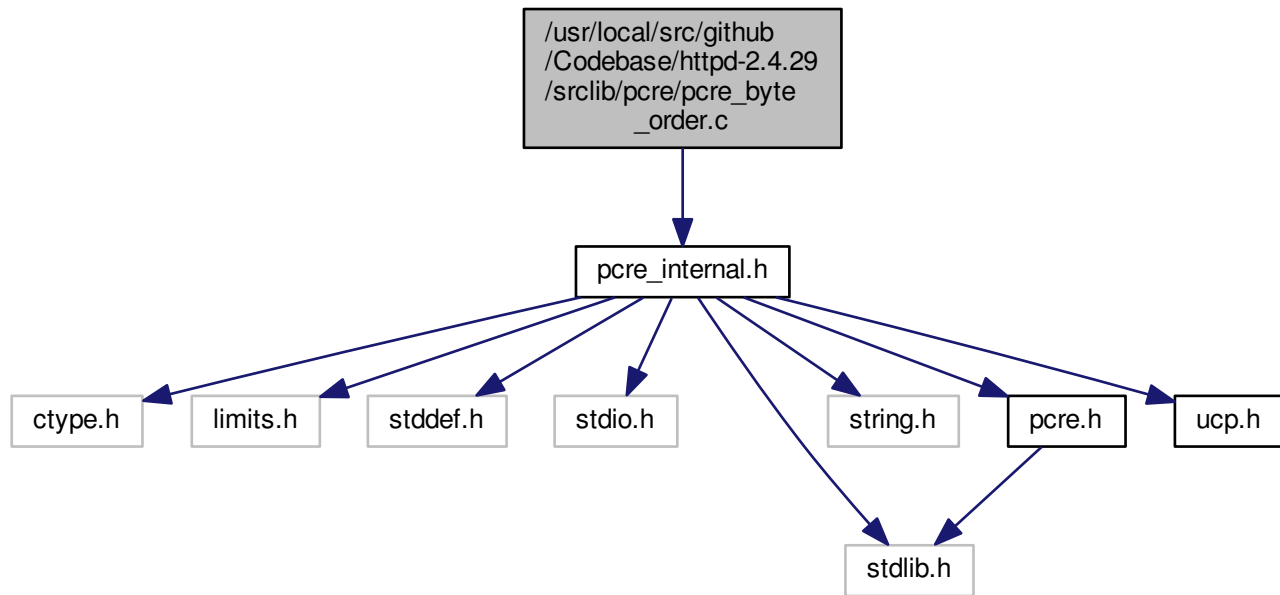 /usr/local/src/github
/Codebase/httpd-2.4.29
/srclib/pcre/pcre_byte
_order.c
pcre_internal.h
ctype.h
limits.h
stddef.h
stdio.h
string.h
pcre.h
ucp.h
stdlib.h